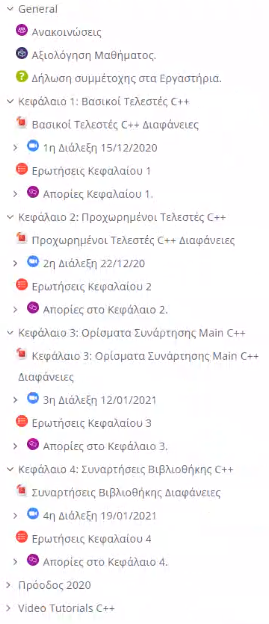 General
Ανακοινώσεις
Αξιολόγηση Μαθήματος.
Δήλωση συμμέτοχης στα Εργαστήρια.
Κεφάλαιο 1: Βασικοί Τελεστές C++
Βασικοί Τελεστές C++ Διαφάνειες
1η Διάλεξη 15/12/2020
Ερωτήσεις Κεφαλαίου 1
Απορίες Κεφαλαίου 1.
Κεφάλαιο 2: Προχωρημένοι Τελεστές C++
Προχωρημένοι Τελεστές C++ Διαφάνειες
2η Διάλεξη 22/12/20
Ερωτήσεις Κεφαλαίου 2
Απορίες στο Κεφάλαιο 2.
Κεφάλαιο 3: Ορίσματα Συνάρτησης Main C++
Κεφάλαιο 3: Ορίσματα Συνάρτησης Main C++
Διαφάνειες
3η Διάλεξη 12/01/2021
Ερωτήσεις Κεφαλαίου 3
Απορίες στο Κεφάλαιο 3.
Κεφάλαιο 4: Συναρτήσεις Βιβλιοθήκης C++
Συναρτήσεις Βιβλιοθήκης Διαφάνειες
4η Διάλεξη 19/01/2021
Ερωτήσεις Κεφαλαίου 4
Απορίες στο Κεφάλαιο 4.
Πρόοδος 2020
Video Tutorials C++